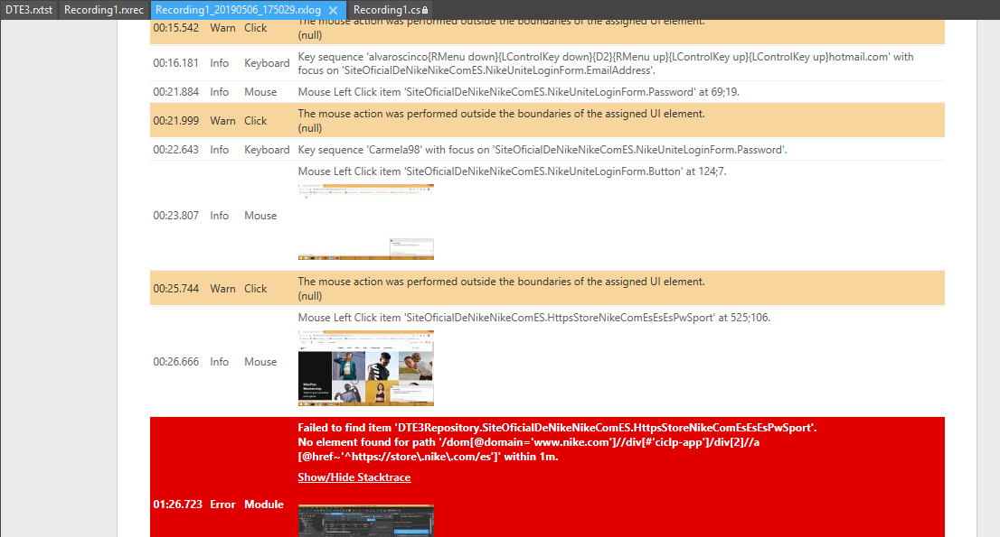 DTE3.rxtst Recording1.rxrec Recording1_20190506_175029.rxlog Recording1.cs
00:15.542 Warn Click The mouse action was performed outside the boundaries of the assigned UI element.
(null)
00:16.181 Info Keyboard Key sequence 'alvaroscinco{RMenu down}{LControlKey down}{D2}{RMenu up}{LControlKey up}{LControlKey up}hotmail.com' with
focus on 'SiteOficialDeNikeNikeComES.NikeUniteLoginForm.EmailAddress'.
00:21.884 Info Mouse Mouse Left Click item 'SiteOficialDeNikeNikeComES.NikeUniteLoginForm.Password' at 69;19.
00:21.999 Warn Click The mouse action was performed outside the boundaries of the assigned UI element.
(null)
00:22.643 Info Keyboard Key sequence 'Carmela98' with focus on 'SiteOficialDeNikeNikeComES.NikeUniteLoginForm.Password'.
Mouse Left Click item 'SiteOficialDeNikeNikeComES.NikeUniteLoginForm.Button' at 124;7.
00:23.807 Info Mouse
00:25.744 Warn Click The mouse action was performed outside the boundaries of the assigned UI element.
(null)
Mouse Left Click item 'SiteOficialDeNikeNikeComES.HttpsStoreNikeComEsEsEsPwSport' at 525;106.
00:26.666 Info Mouse
Failed to find item 'DTE3Repository.SiteOficialDeNikeNikeComES.HttpsStoreNikeComEsEsEsPwSport'.
No element found for path '/dom[@domain='www.nike.com']//div[#'ciclp-app']/div[2]//a
[@href~'^https://store\.nike\.com/es']' within 1m.
Show/Hide Stacktrace
01:26.723 Error Module